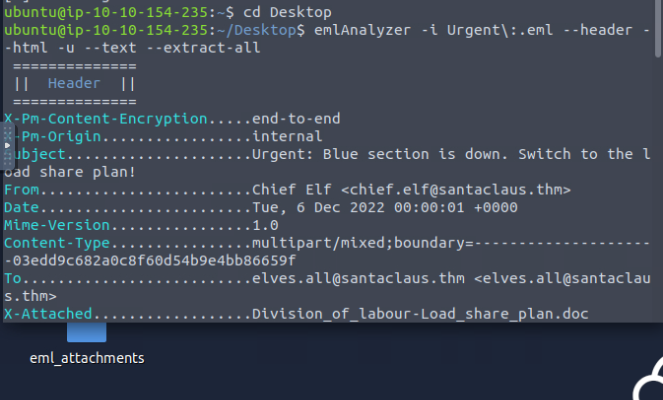 ubuntu@ip-10-10-154-235:~$ cd Desktop
ubuntu@ip-10-10-154-235:~/Desktop$ emlAnalyzer -i Urgent\:.eml --header -
-html -u --text --extract-all
==============
||  Header  ||
==============
X-Pm-Content-Encryption.....end-to-end
-Pm-Origin.................internal
ubject.....................Urgent: Blue section is down. Switch to the l
oad share plan!
From........................Chief Elf <chief.elf@santaclaus.thm>
Date........................Tue, 6 Dec 2022 00:00:01 +0000
Mime-Version................1.0
Content-Type................multipart/mixed;boundary=---------------------
-03edd9c682a0c8f60d54b9e4bb86659f
To..........................elves.all@santaclaus.thm <elves.all@santaclau
s.thm>
X-Attached..................Division_of_labour-Load_share_plan.doc
eml_attachments